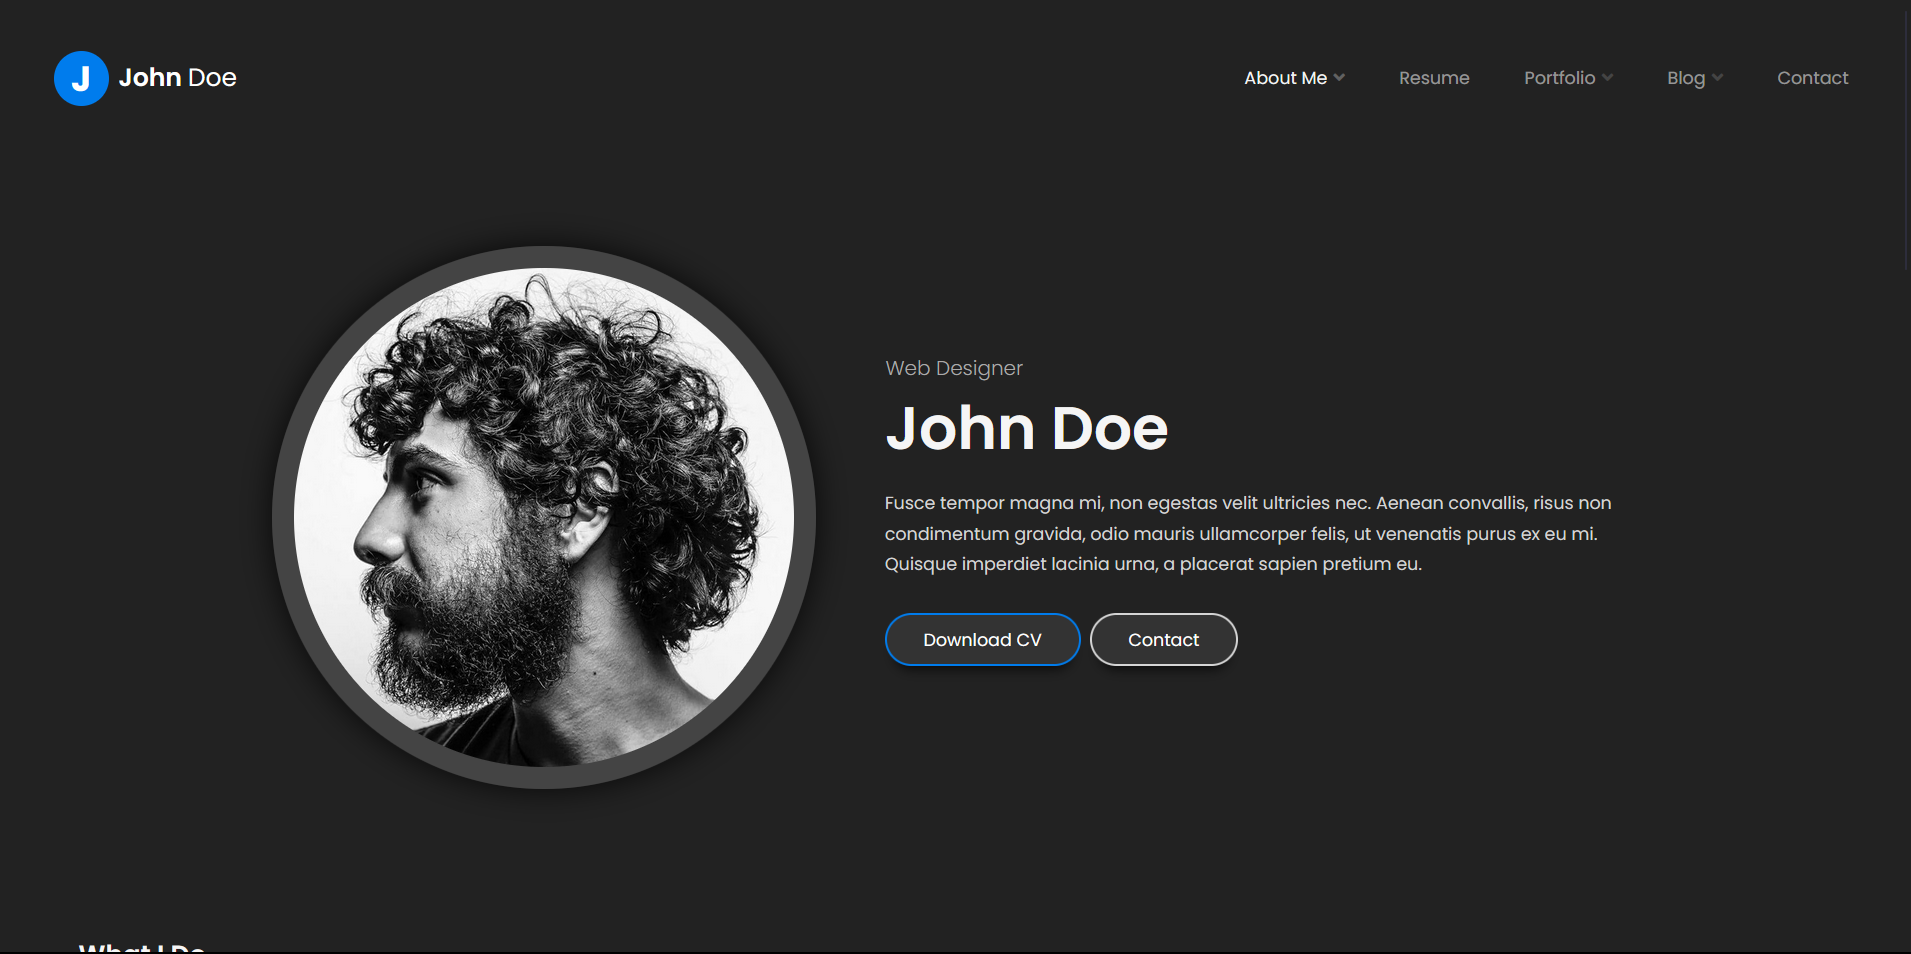 J
John Doe
About Me
Resume
Portfolio
Blog
Contact
Web Designer
John Doe
Fusce tempor magna mi, non egestas velit ultricies nec. Aenean convallis, risus non
condimentum gravida, odio mauris ullamcorper felis, ut venenatis purus ex eu mi.
Quisque imperdiet lacinia urna, a placerat sapien pretium eu.
Download CV
Contact
What I Do